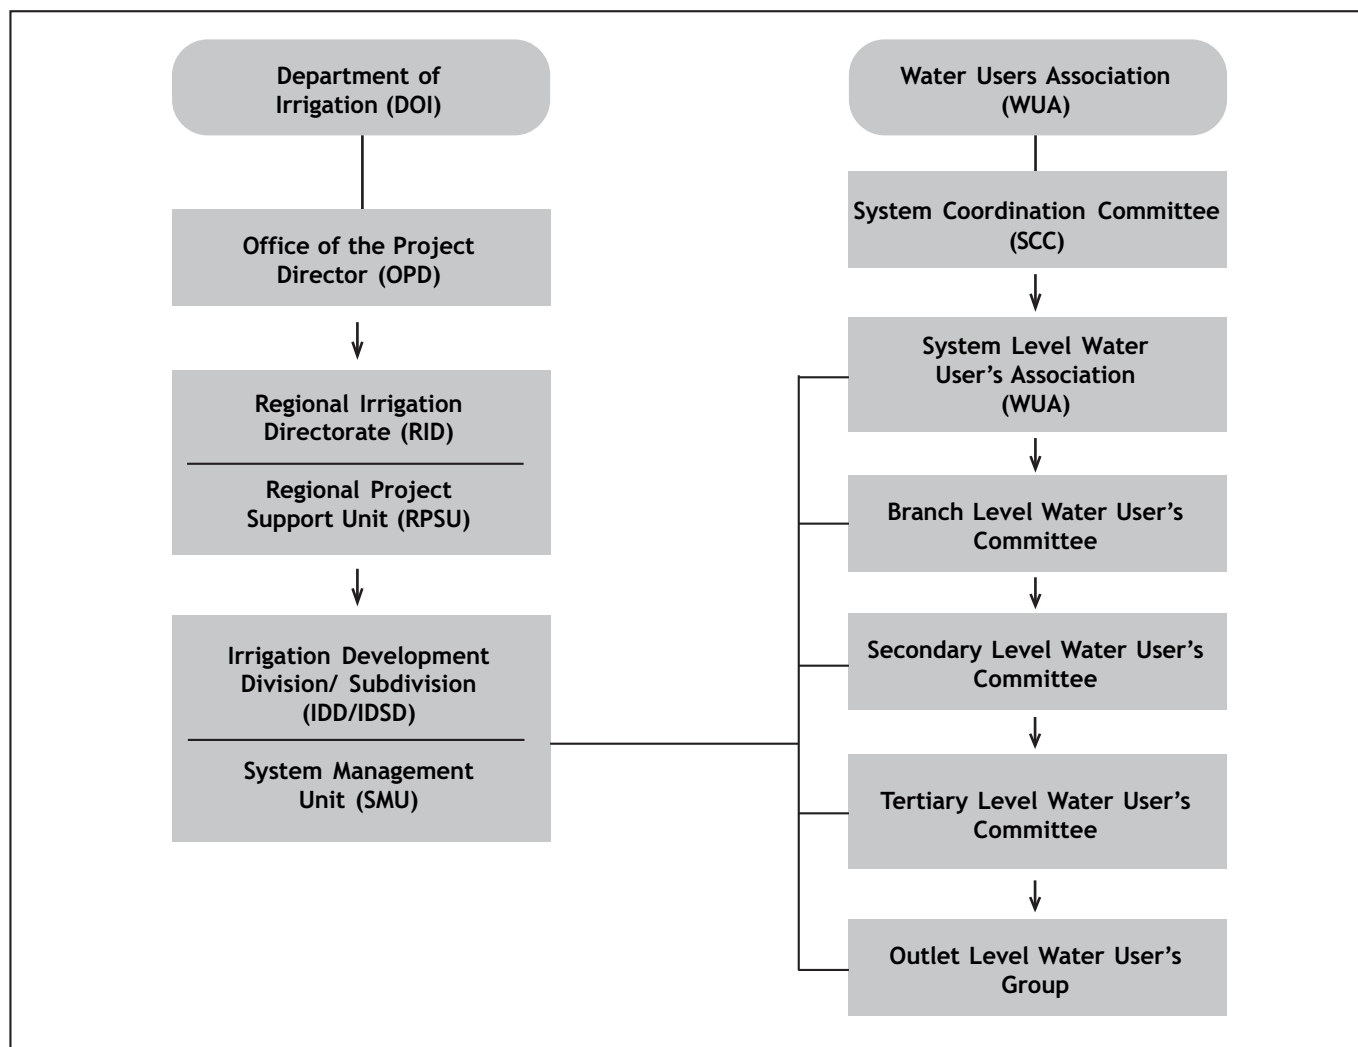 Department of
Irrigation (DOI)
Office of the Project
Director (OPD)
Regional Irrigation
Directorate (RID)
Regional Project
Support Unit (RPSU)
Irrigation Development
Division/ Subdivision
(IDD/IDSD)
System Management
Unit (SMU)
Water Users Association
(WUA)
System Coordination Committee
(SCC)
System Level Water
User’s Association
(WUA)
Branch Level Water User’s
Committee
Secondary Level Water User’s
Committee
Tertiary Level Water User’s
Committee
Outlet Level Water User’s
Group